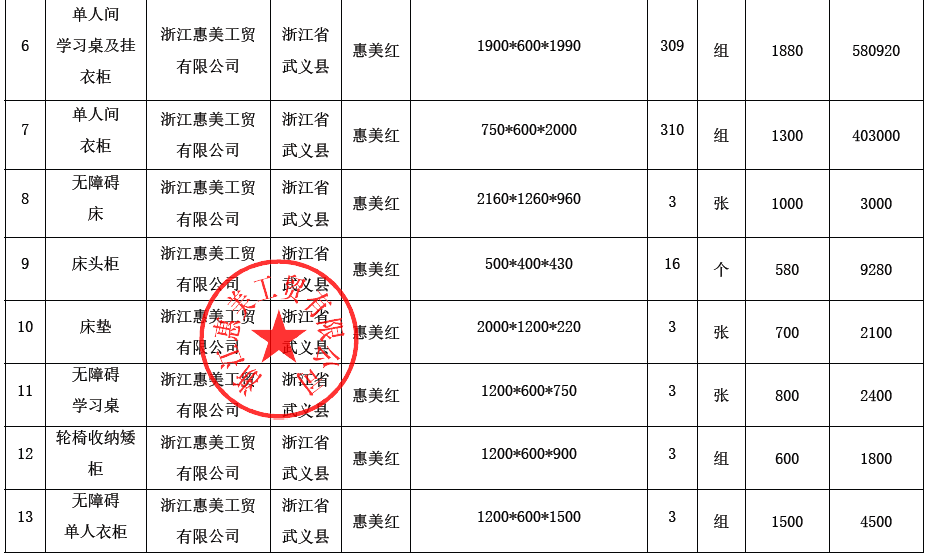 6 单人间 学习桌及挂衣柜 浙江惠美工贸有限公司 浙江省武义县 惠美红 1900*600*1990 309 组 1880 580920
7 单人间 衣柜 浙江惠美工贸有限公司 浙江省武义县 惠美红 750*600*2000 310 组 1300 403000
8 无障碍 床 浙江惠美工贸有限公司 浙江省武义县 惠美红 2160*1260*960 3 张 1000 3000
9 床头柜 浙江惠美工贸有限公司 浙江省武义县 惠美红 500*400*430 16 个 580 9280
10 床垫 浙江惠美工贸有限公司 浙江省武义县 惠美红 2000*1200*220 3 张 700 2100
11 无障碍 学习桌 浙江惠美工贸有限公司 浙江省武义县 惠美红 1200*600*750 3 张 800 2400
12 轮椅收纳矮柜 浙江惠美工贸有限公司 浙江省武义县 惠美红 1200*600*900 3 组 600 1800
13 无障碍 单人衣柜 浙江惠美工贸有限公司 浙江省武义县 惠美红 1200*600*1500 3 组 1500 4500
浙江惠美工贸有限公司